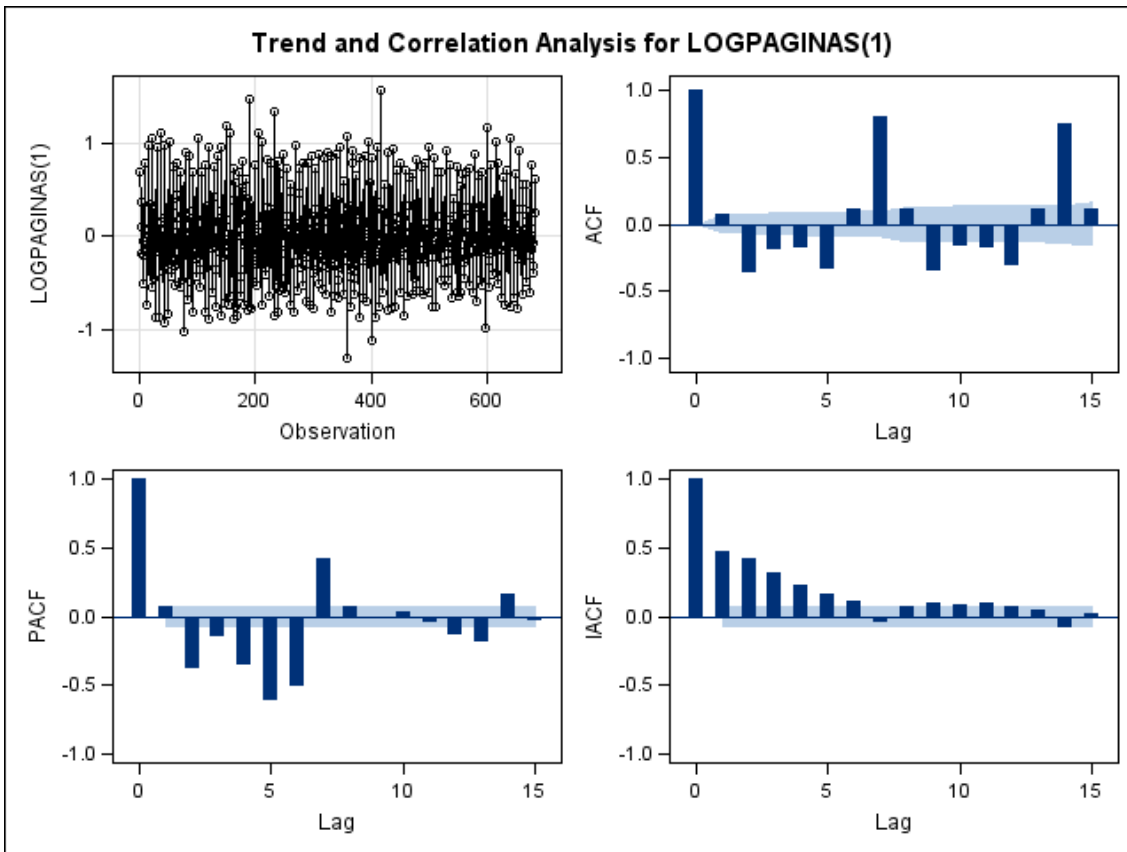 Trend and Correlation Analysis for LOGPAGINAS(1)
LOGPAGINAS(1)
1
0
-1
0 200 400 600
Observation
ACF
1.0
0.5
0.0
-0.5
-1.0
0 5 10 15
Lag
PACF
1.0
0.5
0.0
-0.5
-1.0
0 5 10 15
Lag
IACF
1.0
0.5
0.0
-0.5
-1.0
0 5 10 15
Lag